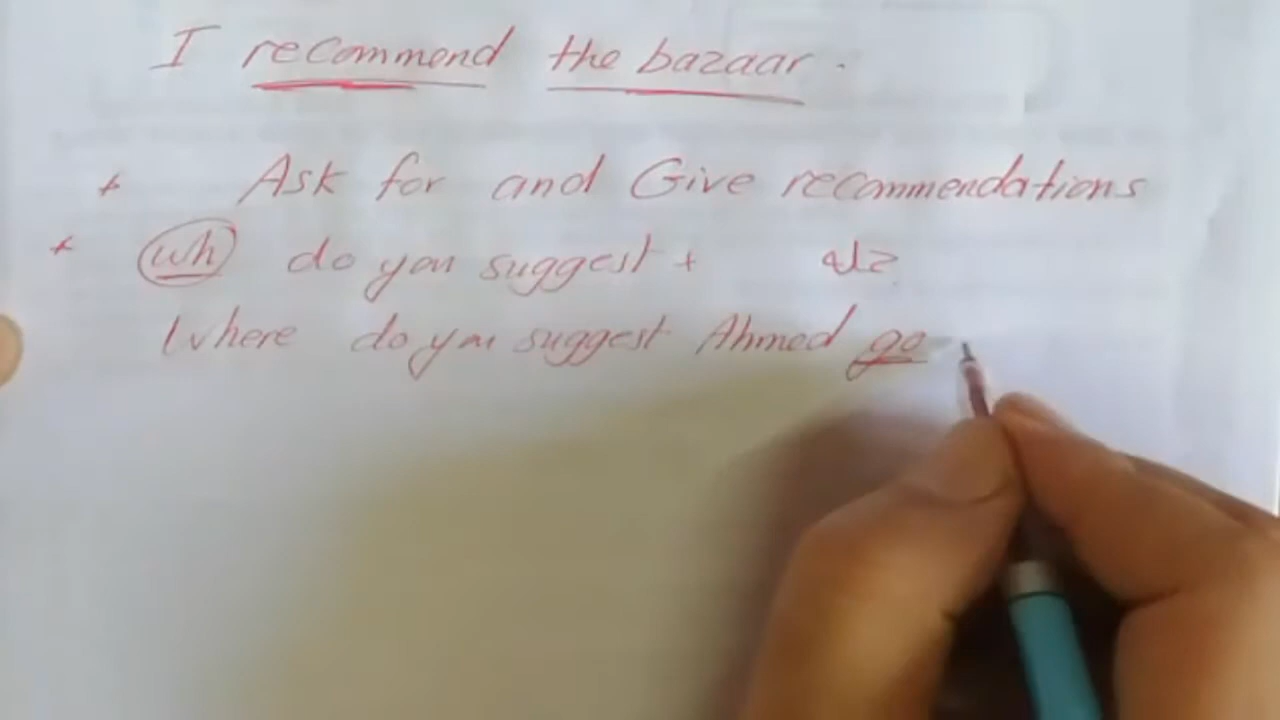 I recommend the bazaar.
* Ask for and Give recommendations
* wh do you suggest +
Where do you suggest Ahmed go